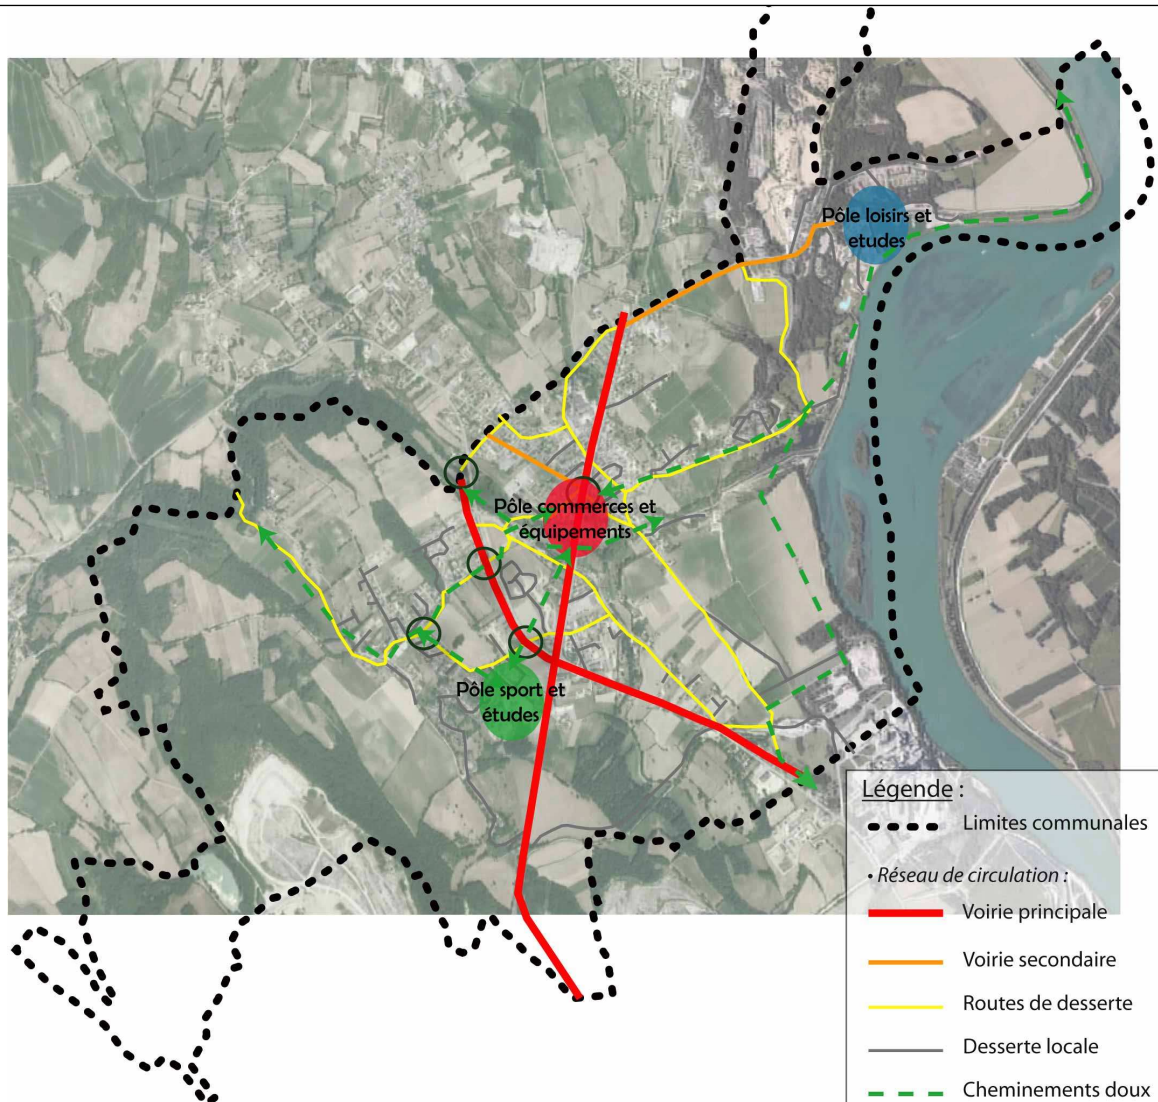 Pôle loisirs et
etudes
Pôle commerces et
équipements
Pôle sport et
études
Légende :
Limites communales
• Réseau de circulation :
Voirie principale
Voirie secondaire
Routes de desserte
Desserte locale
Cheminements doux